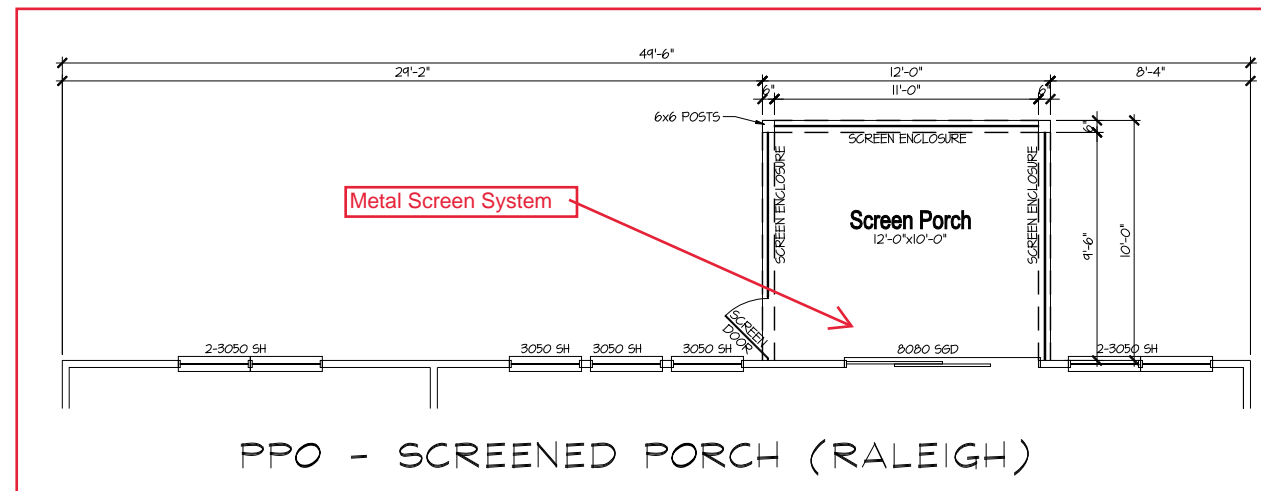 49'-6"
29'-2"
12'-0"
8'-4"
6"
11'-0"
6"
6x6 POSTS
6"
SCREEN ENCLOSURE
SCREEN ENCLOSURE
SCREEN ENCLOSURE
Metal Screen System
Screen Porch
12'-0"x10'-0"
9'-6"
10'-0"
SCREEN DOOR
2-3050 SH
3050 SH
3050 SH
3050 SH
8080 SGD
2-3050 SH
PPO - SCREENED PORCH (RALEIGH)